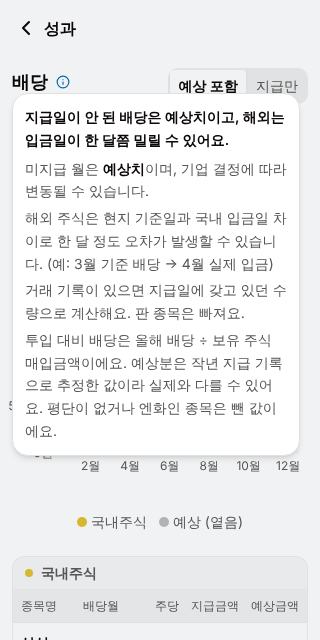 성과
배당
예상 포함 지급만
지급일이 안 된 배당은 예상치이고, 해외는
입금일이 한 달쯤 밀릴 수 있어요.
미지급 월은 예상치이며, 기업 결정에 따라
변동될 수 있습니다.
해외 주식은 현지 기준일과 국내 입금일 차
이로 한 달 정도 오차가 발생할 수 있습니
다. (예: 3월 기준 배당 → 4월 실제 입금)
거래 기록이 있으면 지급일에 갖고 있던 수
량으로 계산해요. 판 종목은 빠져요.
투입 대비 배당은 올해 배당 ÷ 보유 주식
매입금액이에요. 예상분은 작년 지급 기록
으로 추정한 값이라 실제와 다를 수 있어
요. 평단이 없거나 엔화인 종목은 뺀 값이
에요.
2월 4월 6월 8월 10월 12월
국내주식 예상 (옅음)
국내주식
종목명 배당월 주당 지급금액 예상금액